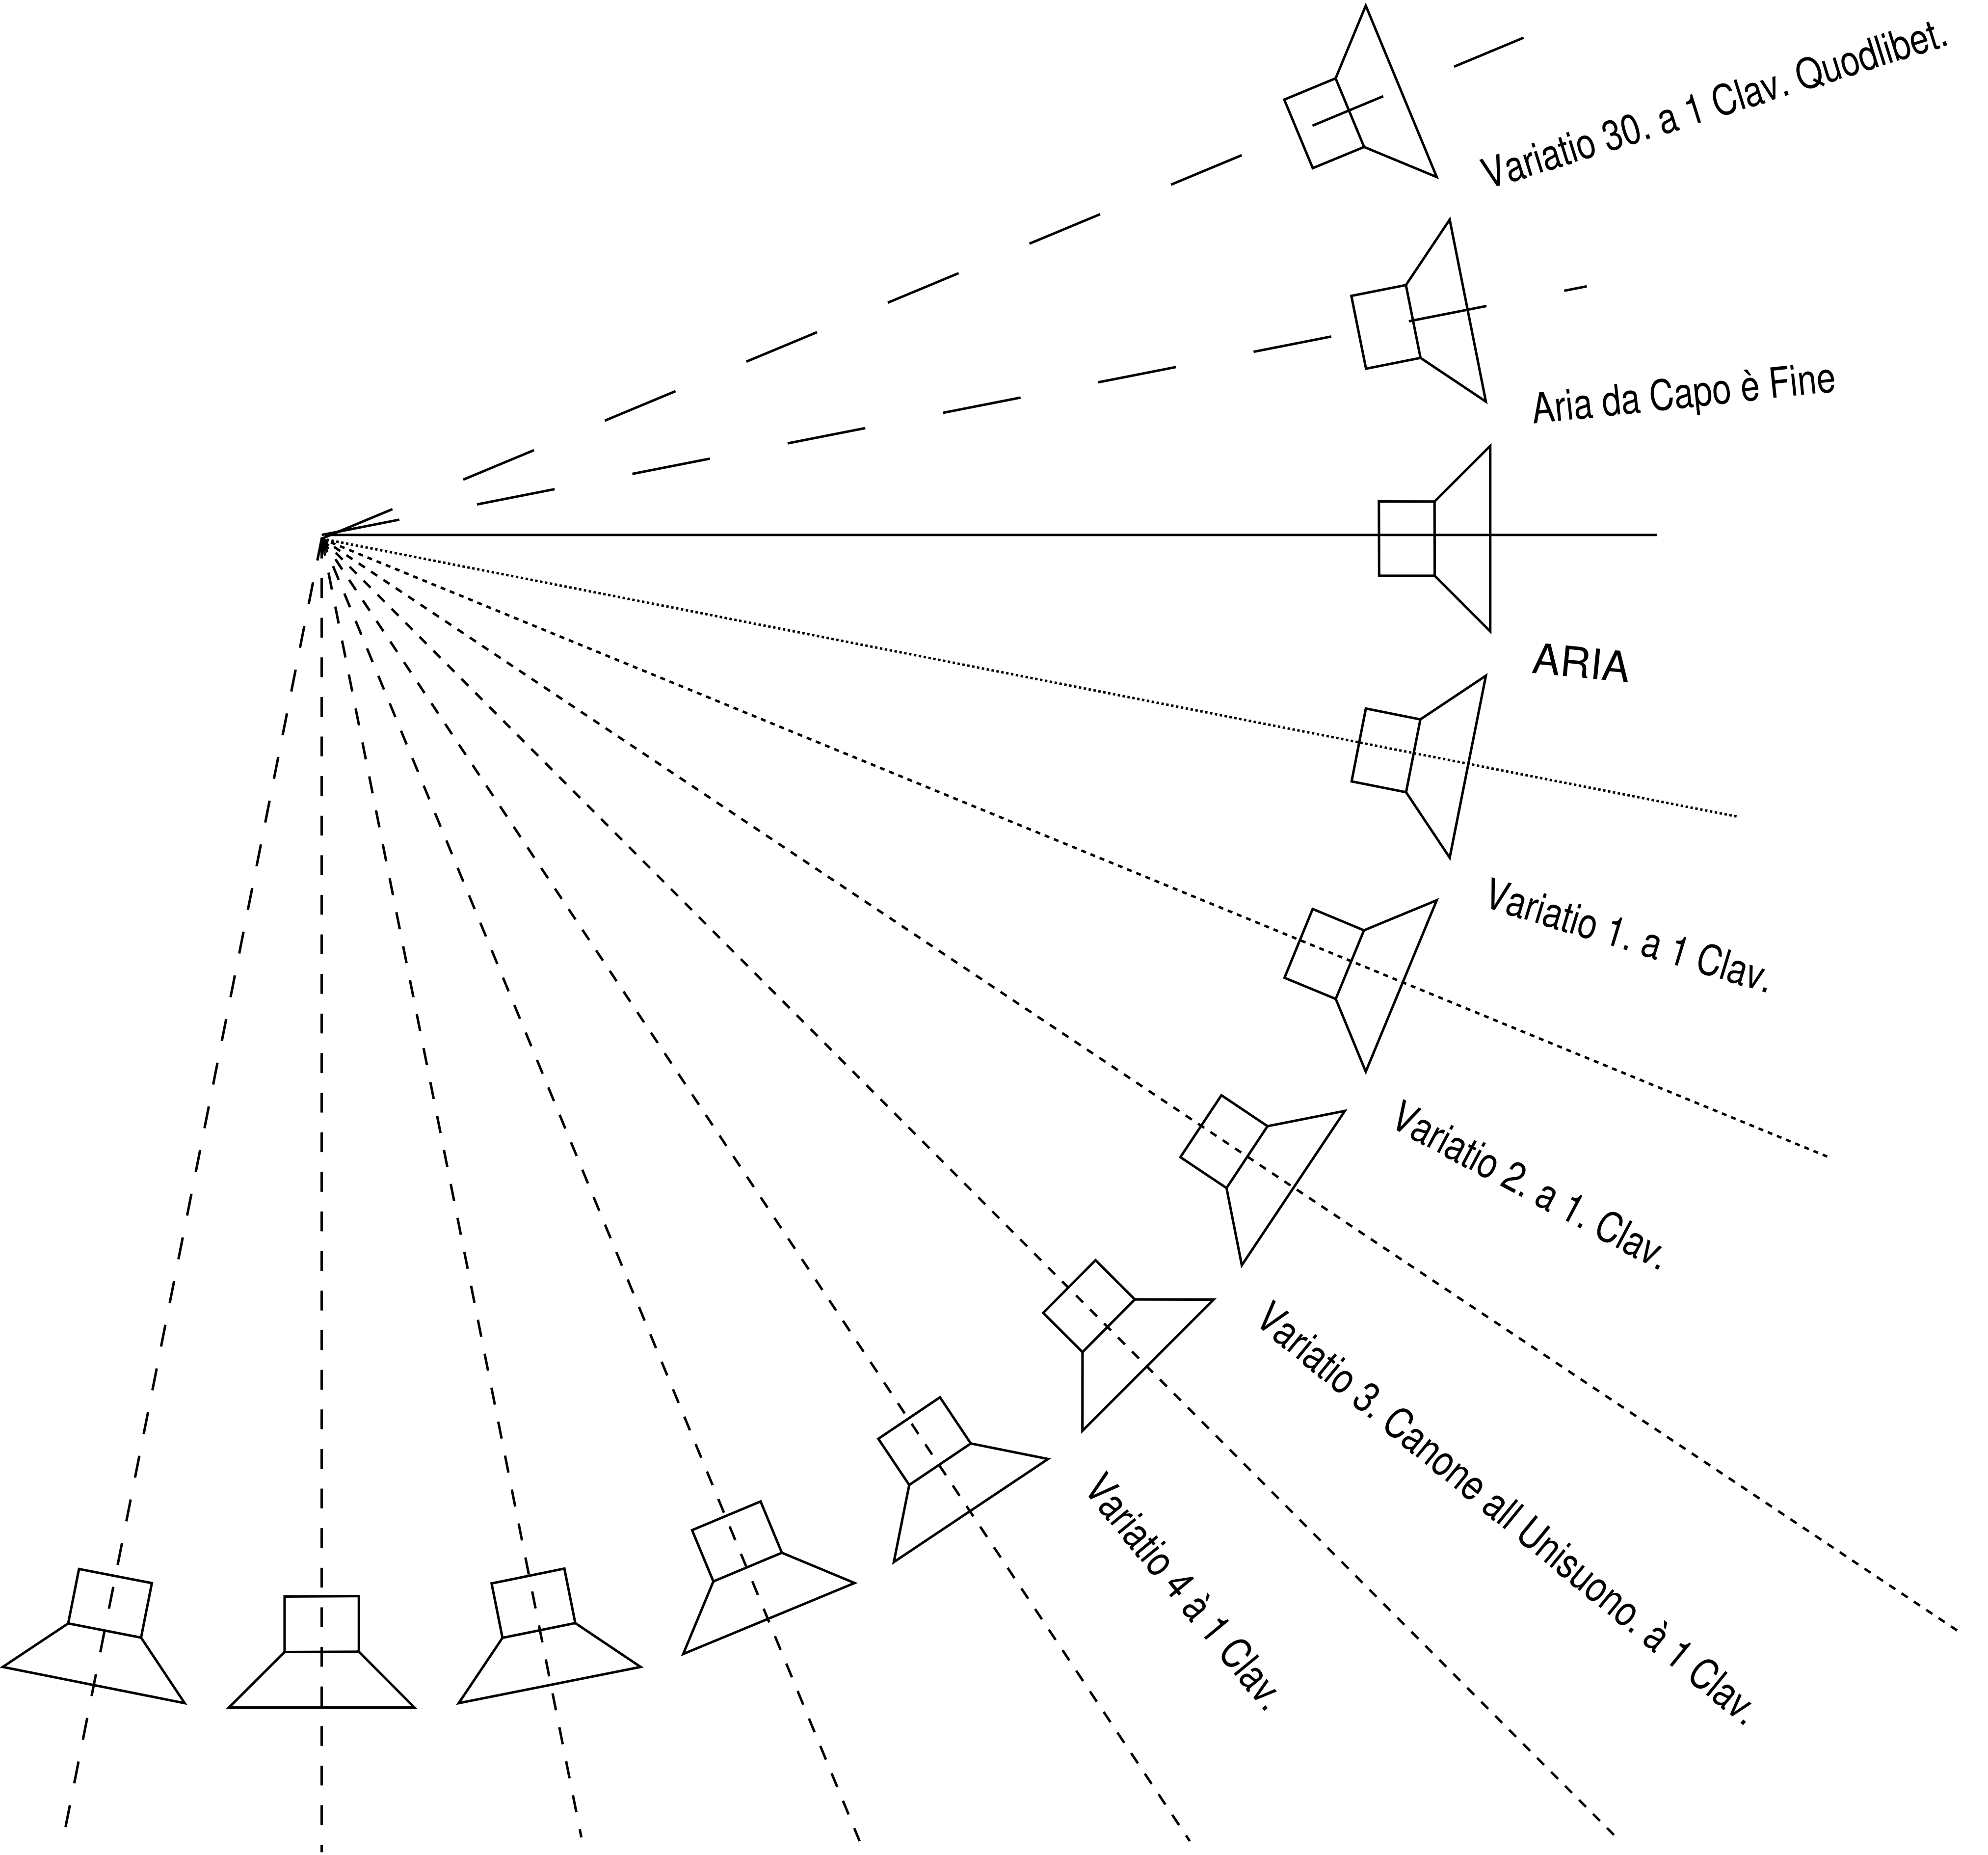 Variatio 30. a 1 Clav. Quodlibet.
Aria da Capo è Fine
ARIA
Variatio 1. a 1 Clav.
Variatio 2. a 1. Clav.
Variatio 3. Canone all Unisuono. à 1 Clav.
Variatio 4 à 1 Clav.